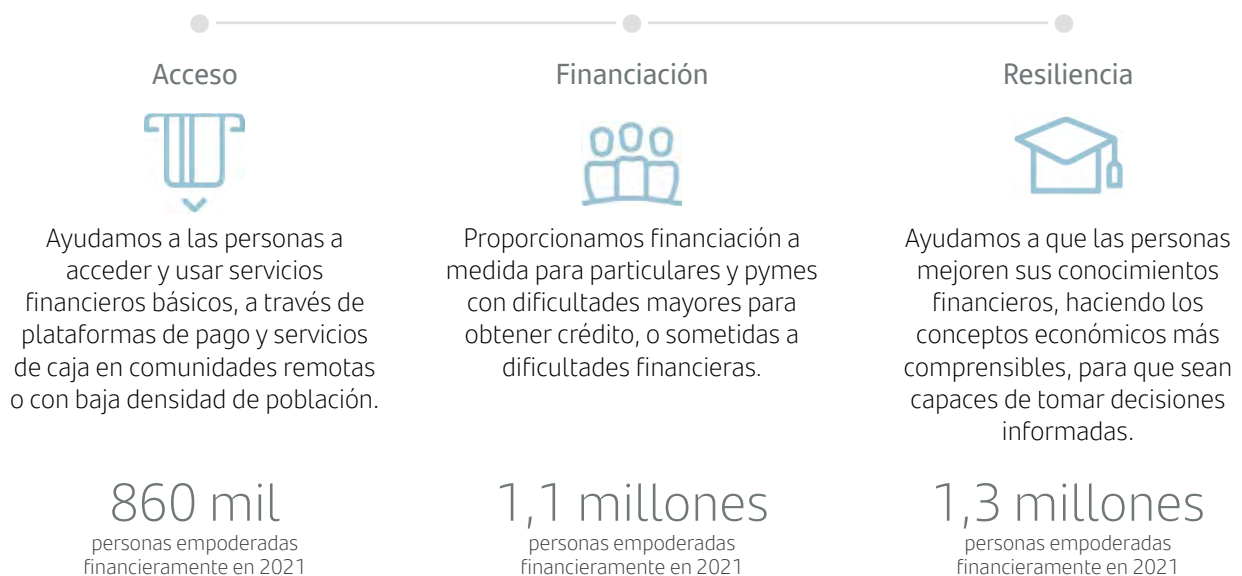 Acceso
Ayudamos a las personas a
acceder y usar servicios
financieros básicos, a través de
plataformas de pago y servicios
de caja en comunidades remotas
o con baja densidad de población.
860 mil
personas empoderadas
financieramente en 2021
Financiación
Proporcionamos financiación a
medida para particulares y pymes
con dificultades mayores para
obtener crédito, o sometidas a
dificultades financieras.
1,1 millones
personas empoderadas
financieramente en 2021
Resiliencia
Ayudamos a que las personas
mejoren sus conocimientos
financieros, haciendo los
conceptos económicos más
comprensibles, para que sean
capaces de tomar decisiones
informadas.
1,3 millones
personas empoderadas
financieramente en 2021